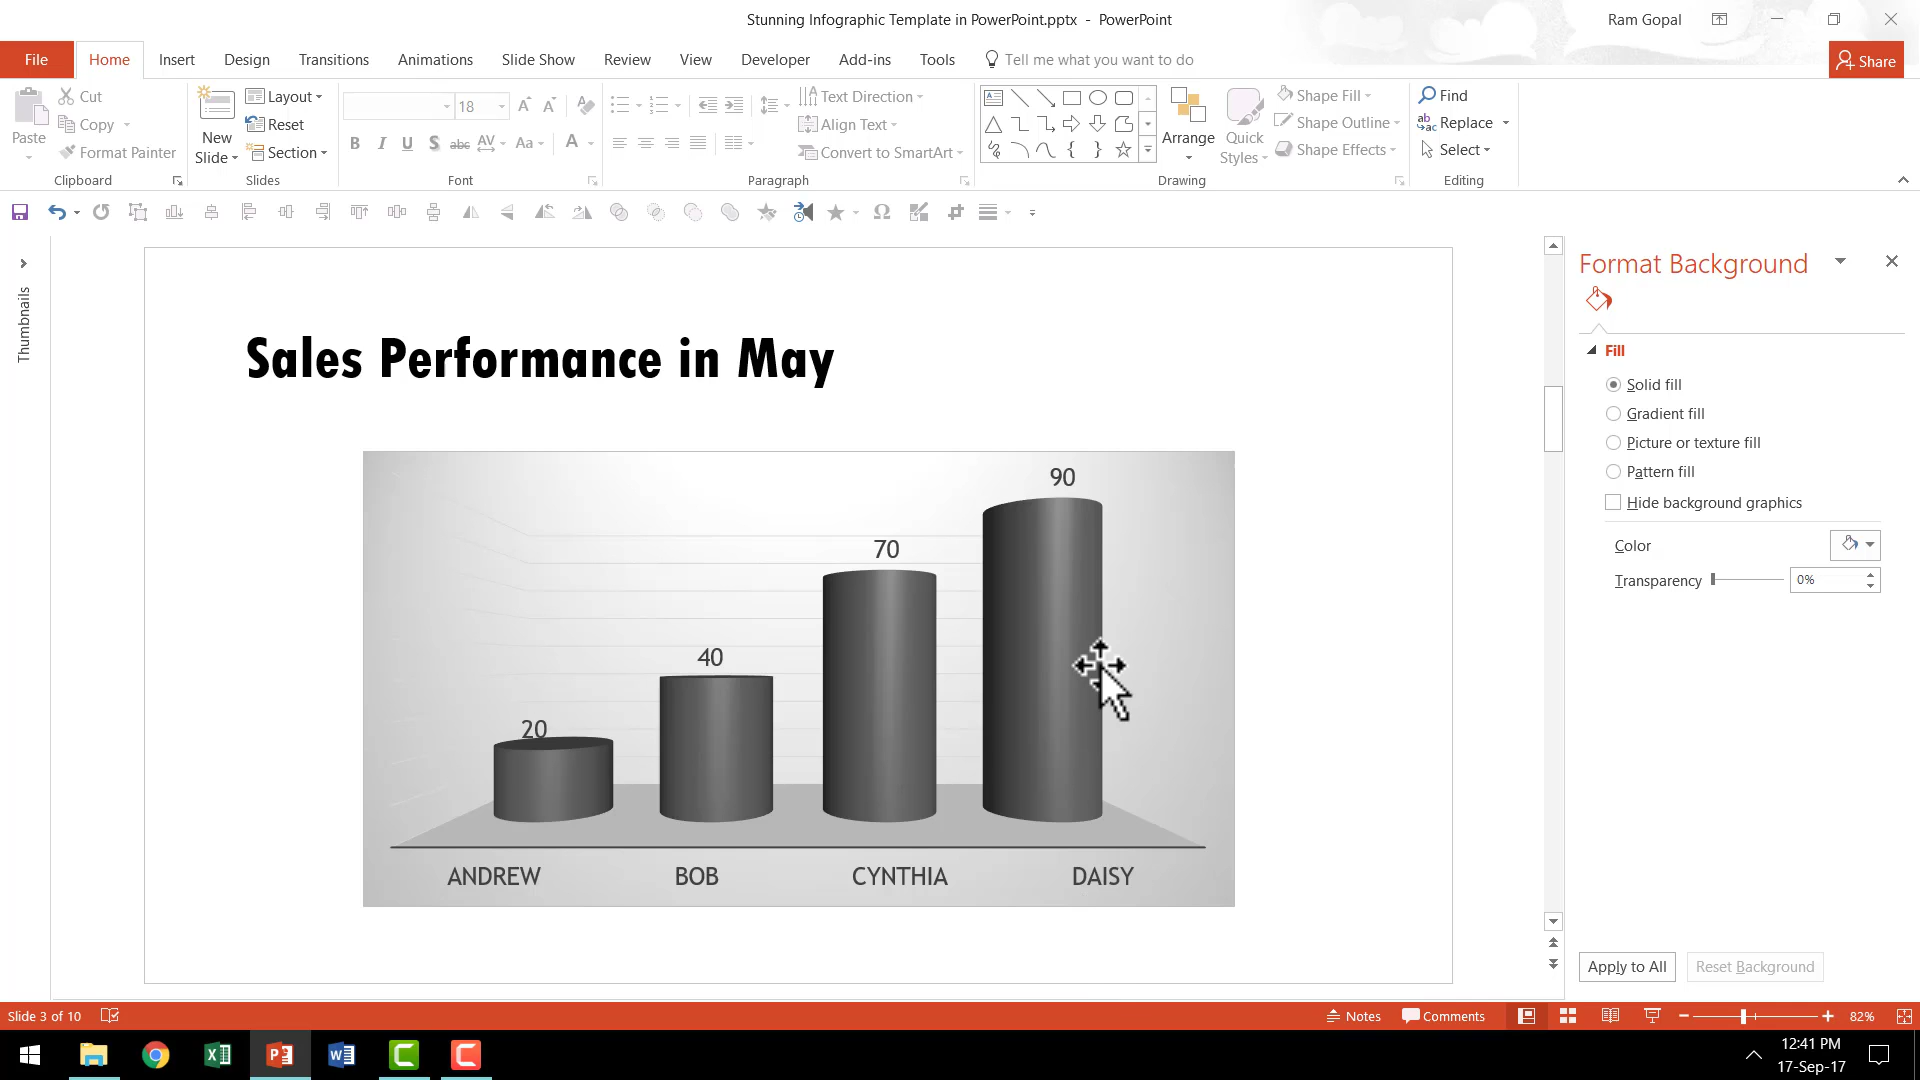 Stunning Infographic Template in PowerPoint.pptx - PowerPoint
Ram Gopal
File Home Insert Design Transitions Animations Slide Show Review View Developer Add-ins Tools Tell me what you want to do
Share
Paste
Cut
Copy
Format Painter
Clipboard
New
Slide
Layout
Reset
Section
Slides
18
B I U S abc AV Aa A
Font
Text Direction
Align Text
Convert to SmartArt
Paragraph
Arrange
Quick
Styles
Shape Fill
Shape Outline
Shape Effects
Drawing
Find
Replace
Select
Editing
Thumbnails
Sales Performance in May
90
70
40
20
ANDREW BOB CYNTHIA DAISY
Format Background
Fill
Solid fill
Gradient fill
Picture or texture fill
Pattern fill
Hide background graphics
Color
Transparency 0%
Apply to All Reset Background
Slide 3 of 10
Notes Comments 82%
12:41 PM
17-Sep-17